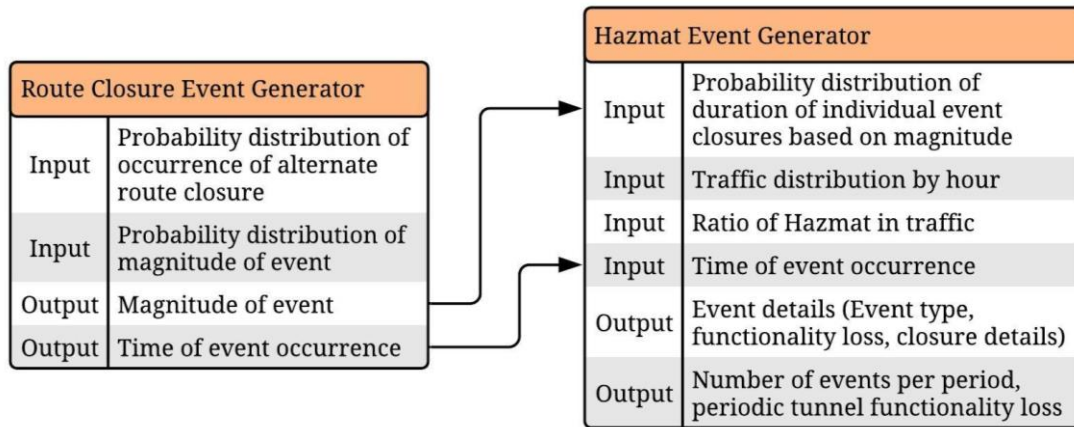 Route Closure Event Generator
Input
Probability distribution of
occurrence of alternate
route closure
Input
Probability distribution of
magnitude of event
Output
Magnitude of event
Output
Time of event occurrence
Hazmat Event Generator
Input
Probability distribution of
duration of individual event
closures based on magnitude
Input
Traffic distribution by hour
Input
Ratio of Hazmat in traffic
Input
Time of event occurrence
Output
Event details (Event type,
functionality loss, closure details)
Output
Number of events per period,
periodic tunnel functionality loss